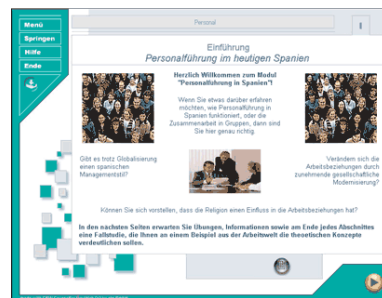 Menü
Springen
Hilfe
Ende
Personal
Einführung
Personalführung im heutigen Spanien
Herzlich Willkommen zum Modul
"Personalführung in Spanien"!
Wenn Sie etwas darüber erfahren
möchten, wie Personalführung in
Spanien funktioniert, oder die
Zusammenarbeit in Gruppen, dann sind
Sie hier genau richtig.
Gibt es trotz Globalisierung
einen spanischen
Managementstil?
Verändern sich die
Arbeitsbeziehungen durch
zunehmende gesellschaftliche
Modernisierung?
Können Sie sich vorstellen, dass die Religion einen Einfluss in die Arbeitsbeziehungen hat?
In den nächsten Seiten erwarten Sie Übungen, Informationen sowie am Ende jedes Abschnittes
eine Fallstudie, die Ihnen an einem Beispiel aus der Arbeitswelt die theoretischen Konzepte
verdeutlichen sollen.